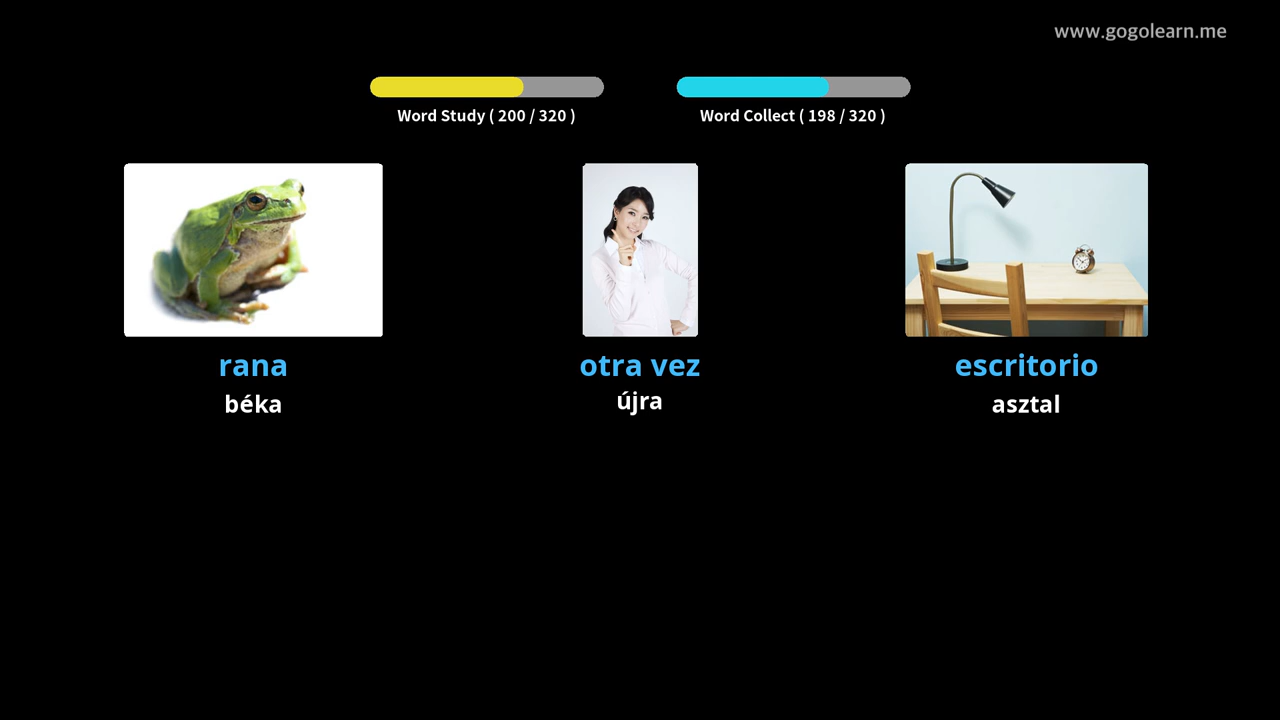 www.gogolearn.me
Word Study ( 200 / 320 )
Word Collect ( 198 / 320 )
rana
béka
otra vez
újra
escritorio
asztal